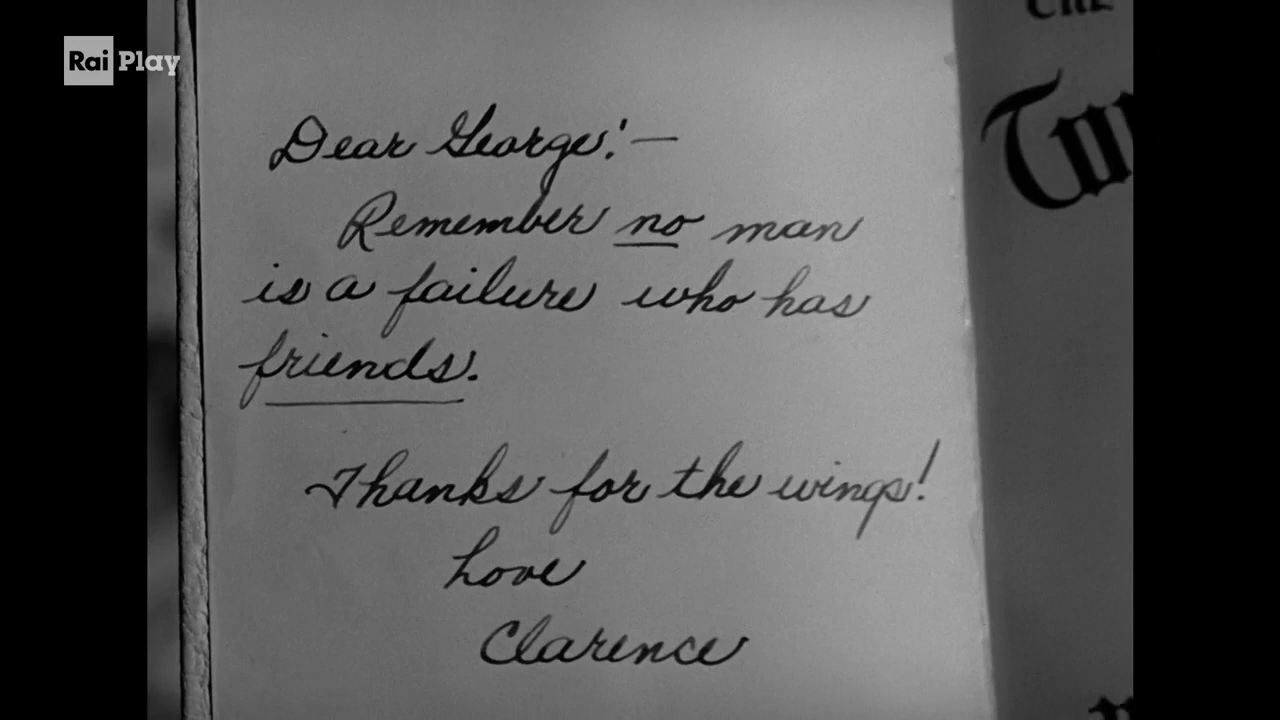 Rai Play
Dear George:—
Remember no man
is a failure who has
friends.
Thanks for the wings!
Love
Clarence